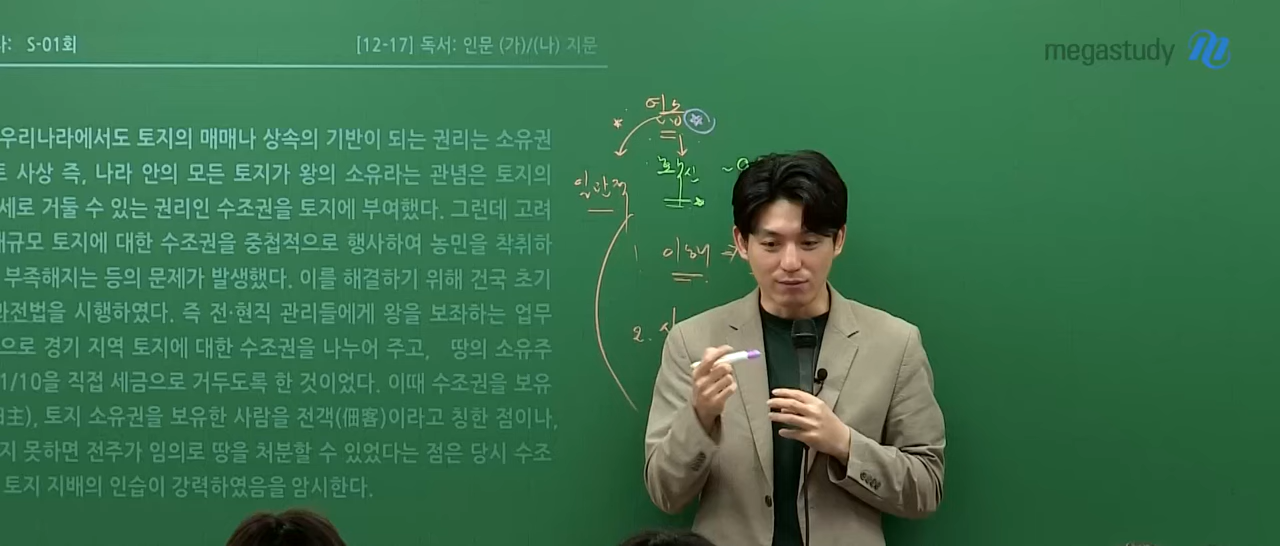 S-01회
[12-17] 독서: 인문 (가)/(나) 지문
megastudy
우리나라에서도 토지의 매매나 상속의 기반이 되는 권리는 소유권
사상 즉, 나라 안의 모든 토지가 왕의 소유라는 관념은 토지의
세로 거둘 수 있는 권리인 수조권을 토지에 부여했다. 그런데 고려
대규모 토지에 대한 수조권을 중첩적으로 행사하여 농민을 착취하
부족해지는 등의 문제가 발생했다. 이를 해결하기 위해 건국 초기
과전법을 시행하였다. 즉 전·현직 관리들에게 왕을 보좌하는 업무
으로 경기 지역 토지에 대한 수조권을 나누어 주고, 땅의 소유주
1/10을 직접 세금으로 거두도록 한 것이었다. 이때 수조권을 보유
主), 토지 소유권을 보유한 사람을 전객(佃客)이라고 칭한 점이나,
지 못하면 전주가 임의로 땅을 처분할 수 있었다는 점은 당시 수조
토지 지배의 인습이 강력하였음을 암시한다.
1
2.